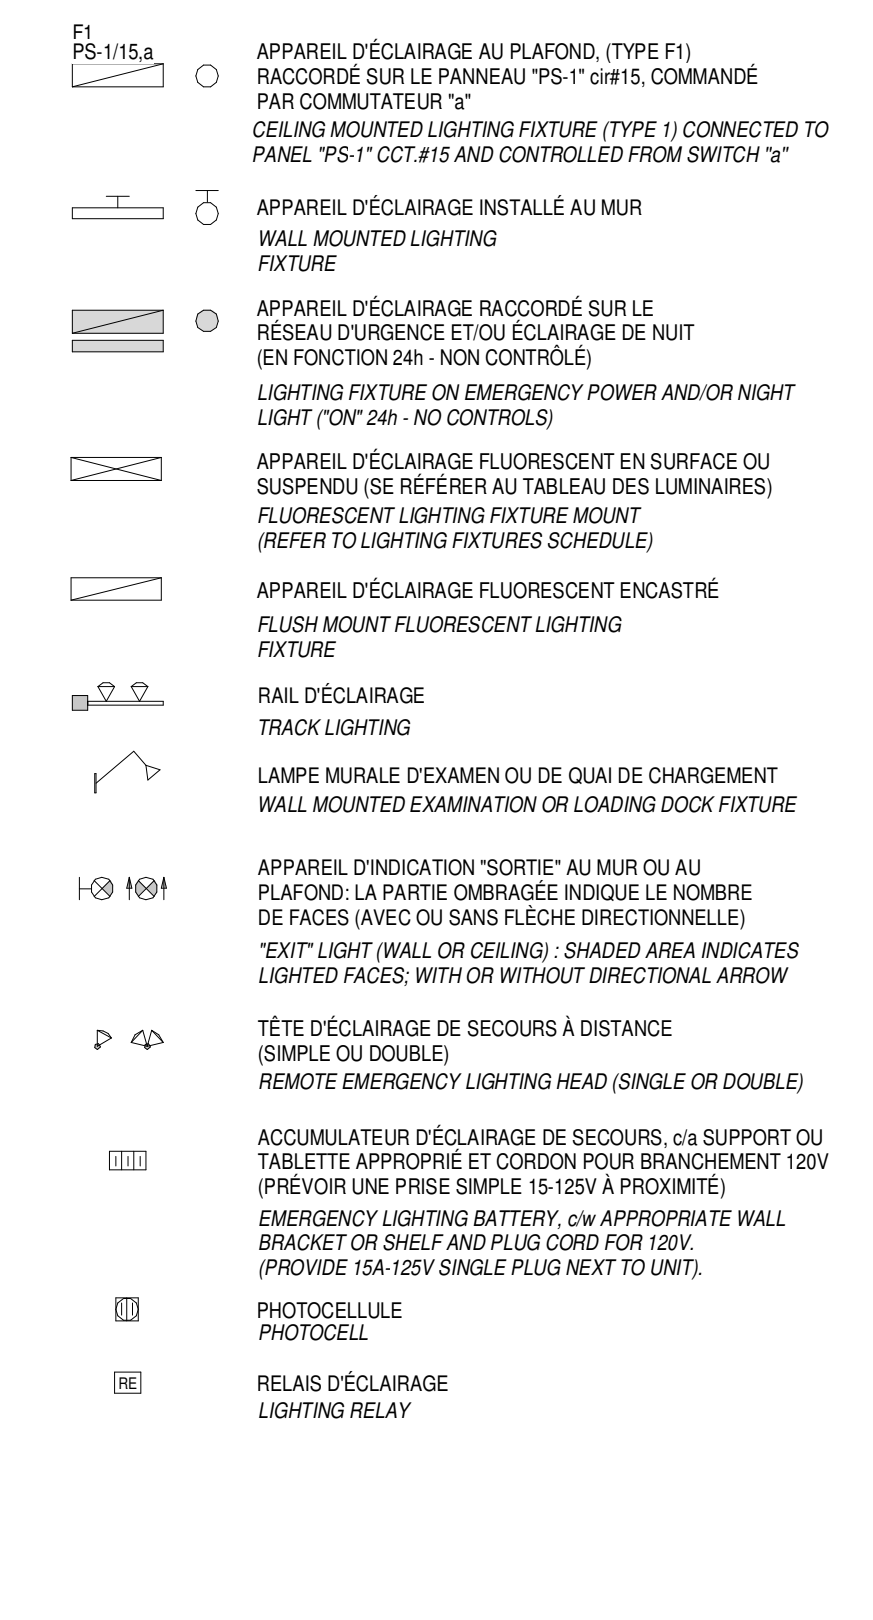 F1
PS-1/15,a
APPAREIL D'ÉCLAIRAGE AU PLAFOND, (TYPE F1)
RACCORDÉ SUR LE PANNEAU "PS-1" cir#15, COMMANDÉ
PAR COMMUTATEUR "a"
CEILING MOUNTED LIGHTING FIXTURE (TYPE 1) CONNECTED TO
PANEL "PS-1" CCT.#15 AND CONTROLLED FROM SWITCH "a"
APPAREIL D'ÉCLAIRAGE INSTALLÉ AU MUR
WALL MOUNTED LIGHTING
FIXTURE
APPAREIL D'ÉCLAIRAGE RACCORDÉ SUR LE
RÉSEAU D'URGENCE ET/OU ÉCLAIRAGE DE NUIT
(EN FONCTION 24h - NON CONTRÔLÉ)
LIGHTING FIXTURE ON EMERGENCY POWER AND/OR NIGHT
LIGHT ("ON" 24h - NO CONTROLS)
APPAREIL D'ÉCLAIRAGE FLUORESCENT EN SURFACE OU
SUSPENDU (SE RÉFÉRER AU TABLEAU DES LUMINAIRES)
FLUORESCENT LIGHTING FIXTURE MOUNT
(REFER TO LIGHTING FIXTURES SCHEDULE)
APPAREIL D'ÉCLAIRAGE FLUORESCENT ENCASTRÉ
FLUSH MOUNT FLUORESCENT LIGHTING
FIXTURE
RAIL D'ÉCLAIRAGE
TRACK LIGHTING
LAMPE MURALE D'EXAMEN OU DE QUAI DE CHARGEMENT
WALL MOUNTED EXAMINATION OR LOADING DOCK FIXTURE
APPAREIL D'INDICATION "SORTIE" AU MUR OU AU
PLAFOND: LA PARTIE OMBRAGÉE INDIQUE LE NOMBRE
DE FACES (AVEC OU SANS FLÈCHE DIRECTIONNELLE)
"EXIT" LIGHT (WALL OR CEILING) : SHADED AREA INDICATES
LIGHTED FACES; WITH OR WITHOUT DIRECTIONAL ARROW
TÊTE D'ÉCLAIRAGE DE SECOURS À DISTANCE
(SIMPLE OU DOUBLE)
REMOTE EMERGENCY LIGHTING HEAD (SINGLE OR DOUBLE)
ACCUMULATEUR D'ÉCLAIRAGE DE SECOURS, c/a SUPPORT OU
TABLETTE APPROPRIÉ ET CORDON POUR BRANCHEMENT 120V
(PRÉVOIR UNE PRISE SIMPLE 15-125V À PROXIMITÉ)
EMERGENCY LIGHTING BATTERY, c/w APPROPRIATE WALL
BRACKET OR SHELF AND PLUG CORD FOR 120V.
(PROVIDE 15A-125V SINGLE PLUG NEXT TO UNIT).
PHOTOCELLULE
PHOTOCELL
RE
RELAIS D'ÉCLAIRAGE
LIGHTING RELAY